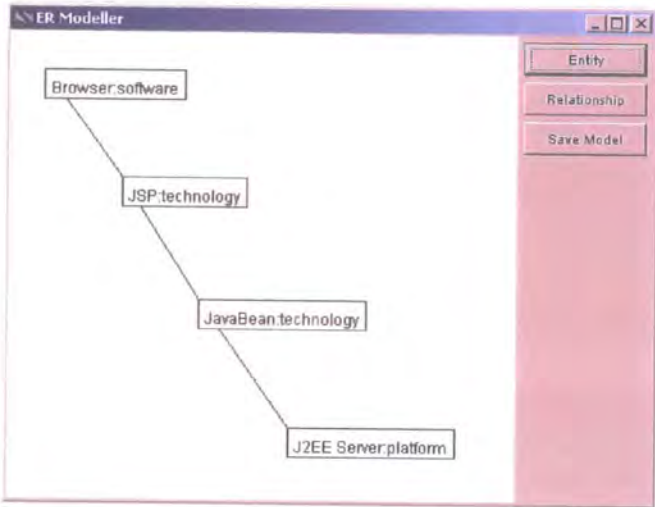 ER Modeller
Entity
Browser:software
Relationship
Save Model
JSP:technology
JavaBean:technology
J2EE Server:platform